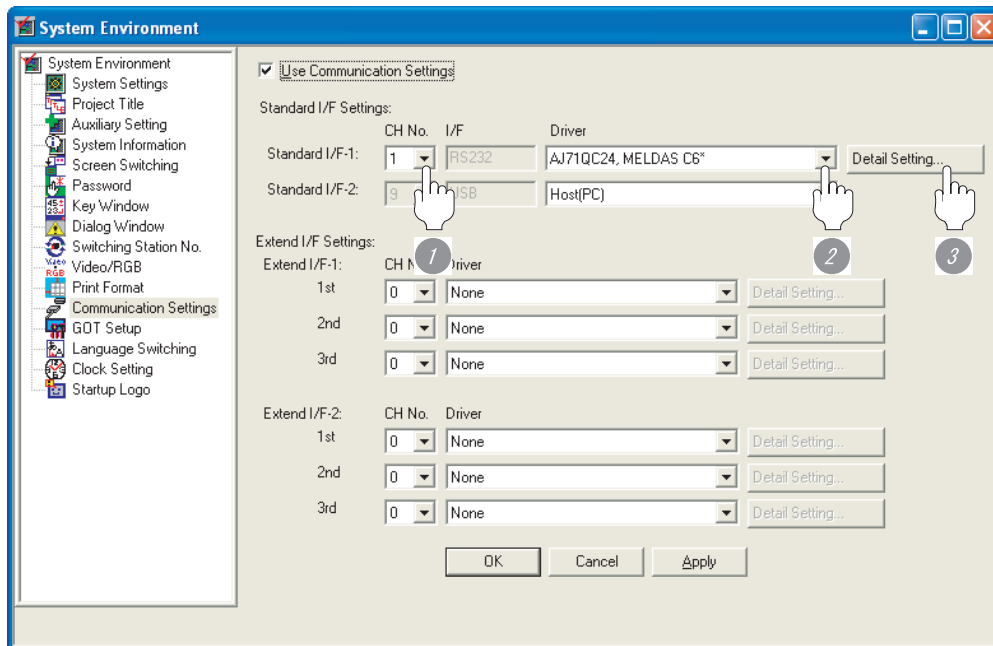 System Environment
System Environment
System Settings
Project Title
Auxiliary Setting
System Information
Screen Switching
Password
Key Window
Dialog Window
Switching Station No.
Video/RGB
Print Format
Communication Settings
GOT Setup
Language Switching
Clock Setting
Startup Logo
Use Communication Settings
Standard I/F Settings:
CH No. I/F Driver
Standard I/F-1: 1 RS232 AJ71QC24, MELDAS C6* Detail Setting...
Standard I/F-2: 9 USB Host(PC)
1 2 3
Extend I/F Settings:
Extend I/F-1: CH N Driver
1st 0 None Detail Setting...
2nd 0 None Detail Setting...
3rd 0 None Detail Setting...
Extend I/F-2: CH No. Driver
1st 0 None Detail Setting...
2nd 0 None Detail Setting...
3rd 0 None Detail Setting...
OK Cancel Apply